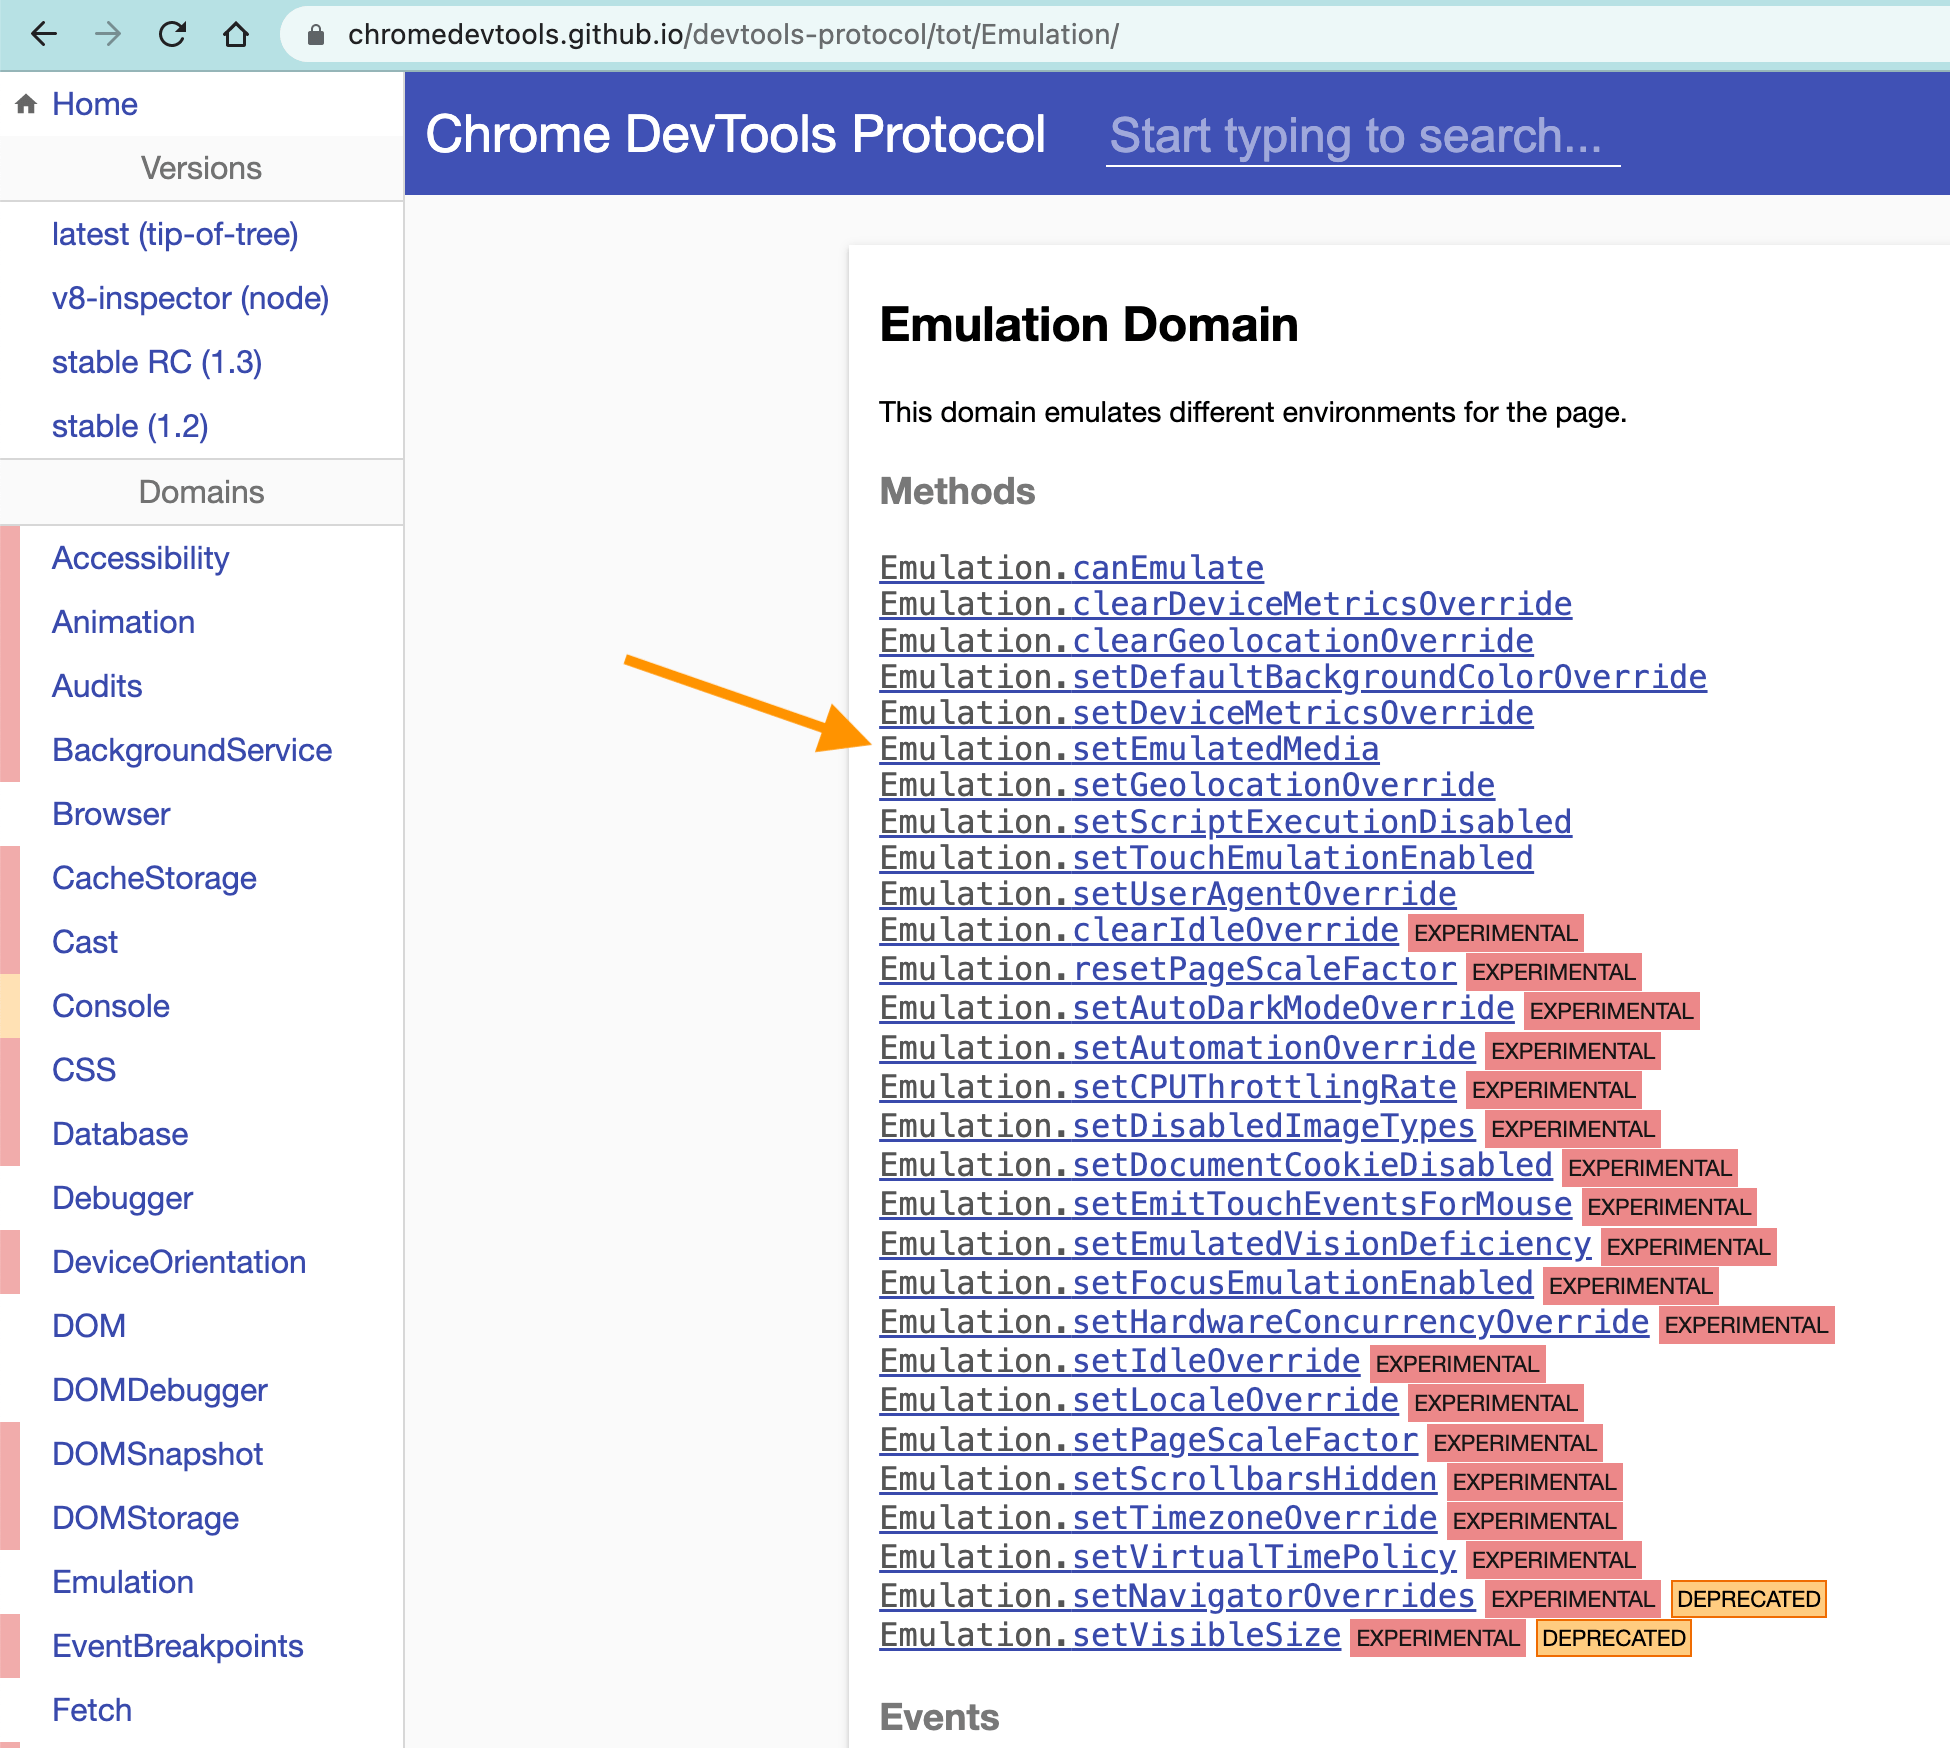 chromedevtools.github.io/devtools-protocol/tot/Emulation/
Home
Versions
latest (tip-of-tree)
v8-inspector (node)
stable RC (1.3)
stable (1.2)
Domains
Accessibility
Animation
Audits
BackgroundService
Browser
CacheStorage
Cast
Console
CSS
Database
Debugger
DeviceOrientation
DOM
DOMDebugger
DOMSnapshot
DOMStorage
Emulation
EventBreakpoints
Fetch
Chrome DevTools Protocol
Start typing to search...
Emulation Domain
This domain emulates different environments for the page.
Methods
Emulation.canEmulate
Emulation.clearDeviceMetricsOverride
Emulation.clearGeolocationOverride
Emulation.setDefaultBackgroundColorOverride
Emulation.setDeviceMetricsOverride
Emulation.setEmulatedMedia
Emulation.setGeolocationOverride
Emulation.setScriptExecutionDisabled
Emulation.setTouchEmulationEnabled
Emulation.setUserAgentOverride
Emulation.clearIdleOverride EXPERIMENTAL
Emulation.resetPageScaleFactor EXPERIMENTAL
Emulation.setAutoDarkModeOverride EXPERIMENTAL
Emulation.setAutomationOverride EXPERIMENTAL
Emulation.setCPUThrottlingRate EXPERIMENTAL
Emulation.setDisabledImageTypes EXPERIMENTAL
Emulation.setDocumentCookieDisabled EXPERIMENTAL
Emulation.setEmitTouchEventsForMouse EXPERIMENTAL
Emulation.setEmulatedVisionDeficiency EXPERIMENTAL
Emulation.setFocusEmulationEnabled EXPERIMENTAL
Emulation.setHardwareConcurrencyOverride EXPERIMENTAL
Emulation.setIdleOverride EXPERIMENTAL
Emulation.setLocaleOverride EXPERIMENTAL
Emulation.setPageScaleFactor EXPERIMENTAL
Emulation.setScrollbarsHidden EXPERIMENTAL
Emulation.setTimezoneOverride EXPERIMENTAL
Emulation.setVirtualTimePolicy EXPERIMENTAL
Emulation.setNavigatorOverrides EXPERIMENTAL DEPRECATED
Emulation.setVisibleSize EXPERIMENTAL DEPRECATED
Events